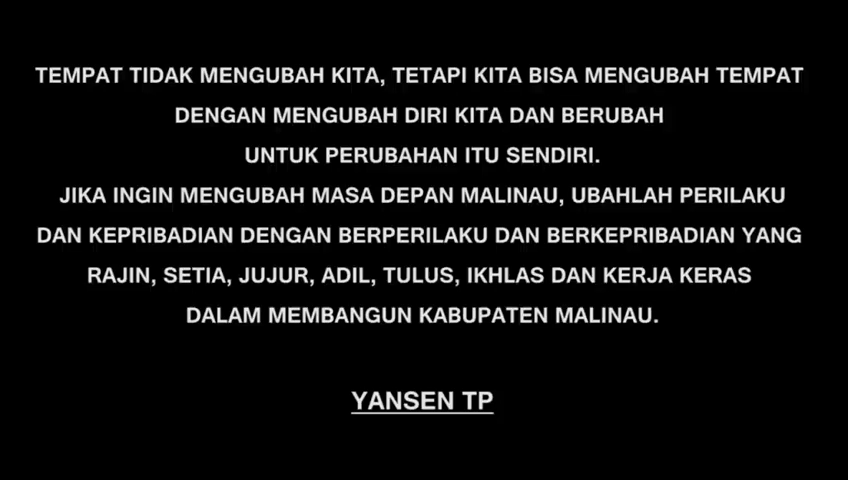 TEMPAT TIDAK MENGUBAH KITA, TETAPI KITA BISA MENGUBAH TEMPAT
DENGAN MENGUBAH DIRI KITA DAN BERUBAH
UNTUK PERUBAHAN ITU SENDIRI.
JIKA INGIN MENGUBAH MASA DEPAN MALINAU, UBAHLAH PERILAKU
DAN KEPRIBADIAN DENGAN BERPERILAKU DAN BERKEPRIBADIAN YANG
RAJIN, SETIA, JUJUR, ADIL, TULUS, IKHLAS DAN KERJA KERAS
DALAM MEMBANGUN KABUPATEN MALINAU.
YANSEN TP